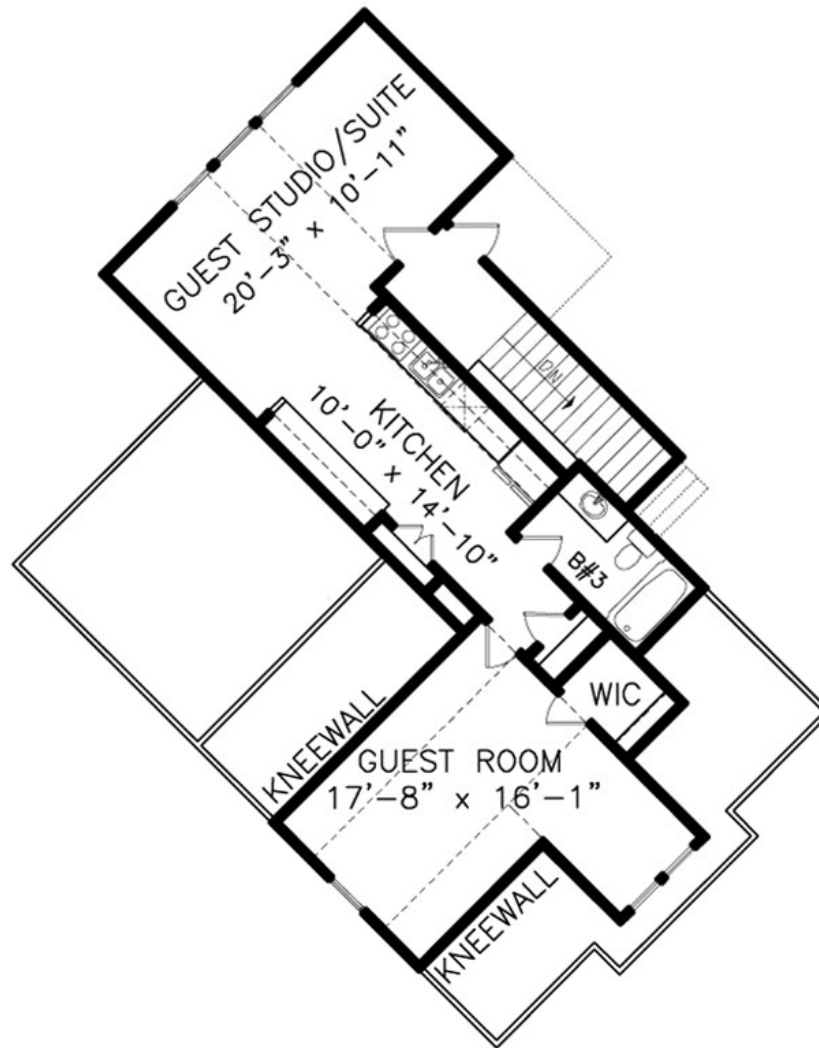 GUEST STUDIO/SUITE
20'-3" x 10'-11"
DN
KITCHEN
10'-0" x 14'-10"
B#3
WIC
KNEEWALL
GUEST ROOM
17'-8" x 16'-1"
KNEEWALL